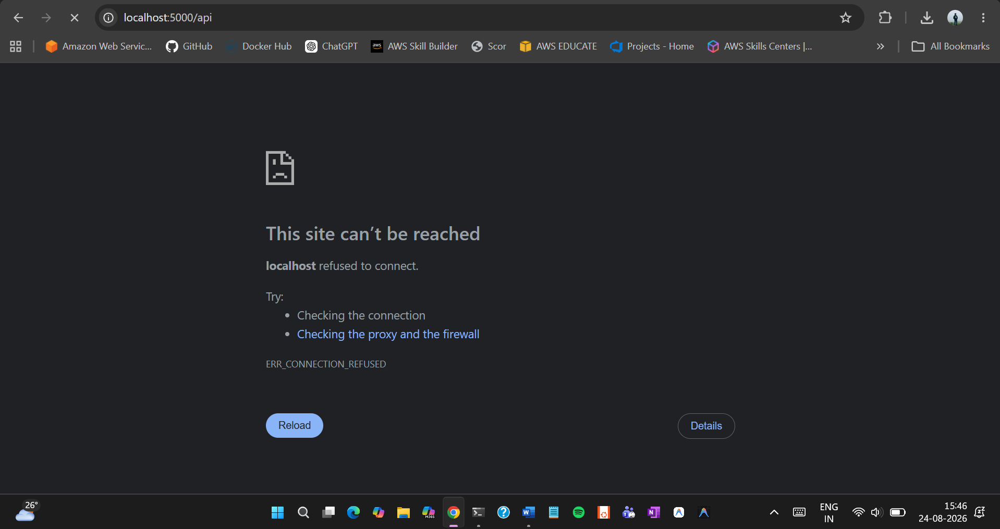 localhost:5000/api
Amazon Web Servic... GitHub Docker Hub ChatGPT aws AWS Skill Builder Scor AWS EDUCATE Projects - Home AWS Skills Centers |... All Bookmarks
This site can’t be reached
localhost refused to connect.
Try:
Checking the connection
Checking the proxy and the firewall
ERR_CONNECTION_REFUSED
Reload Details
26°
M365
ENG
IN
15:46
24-08-2026